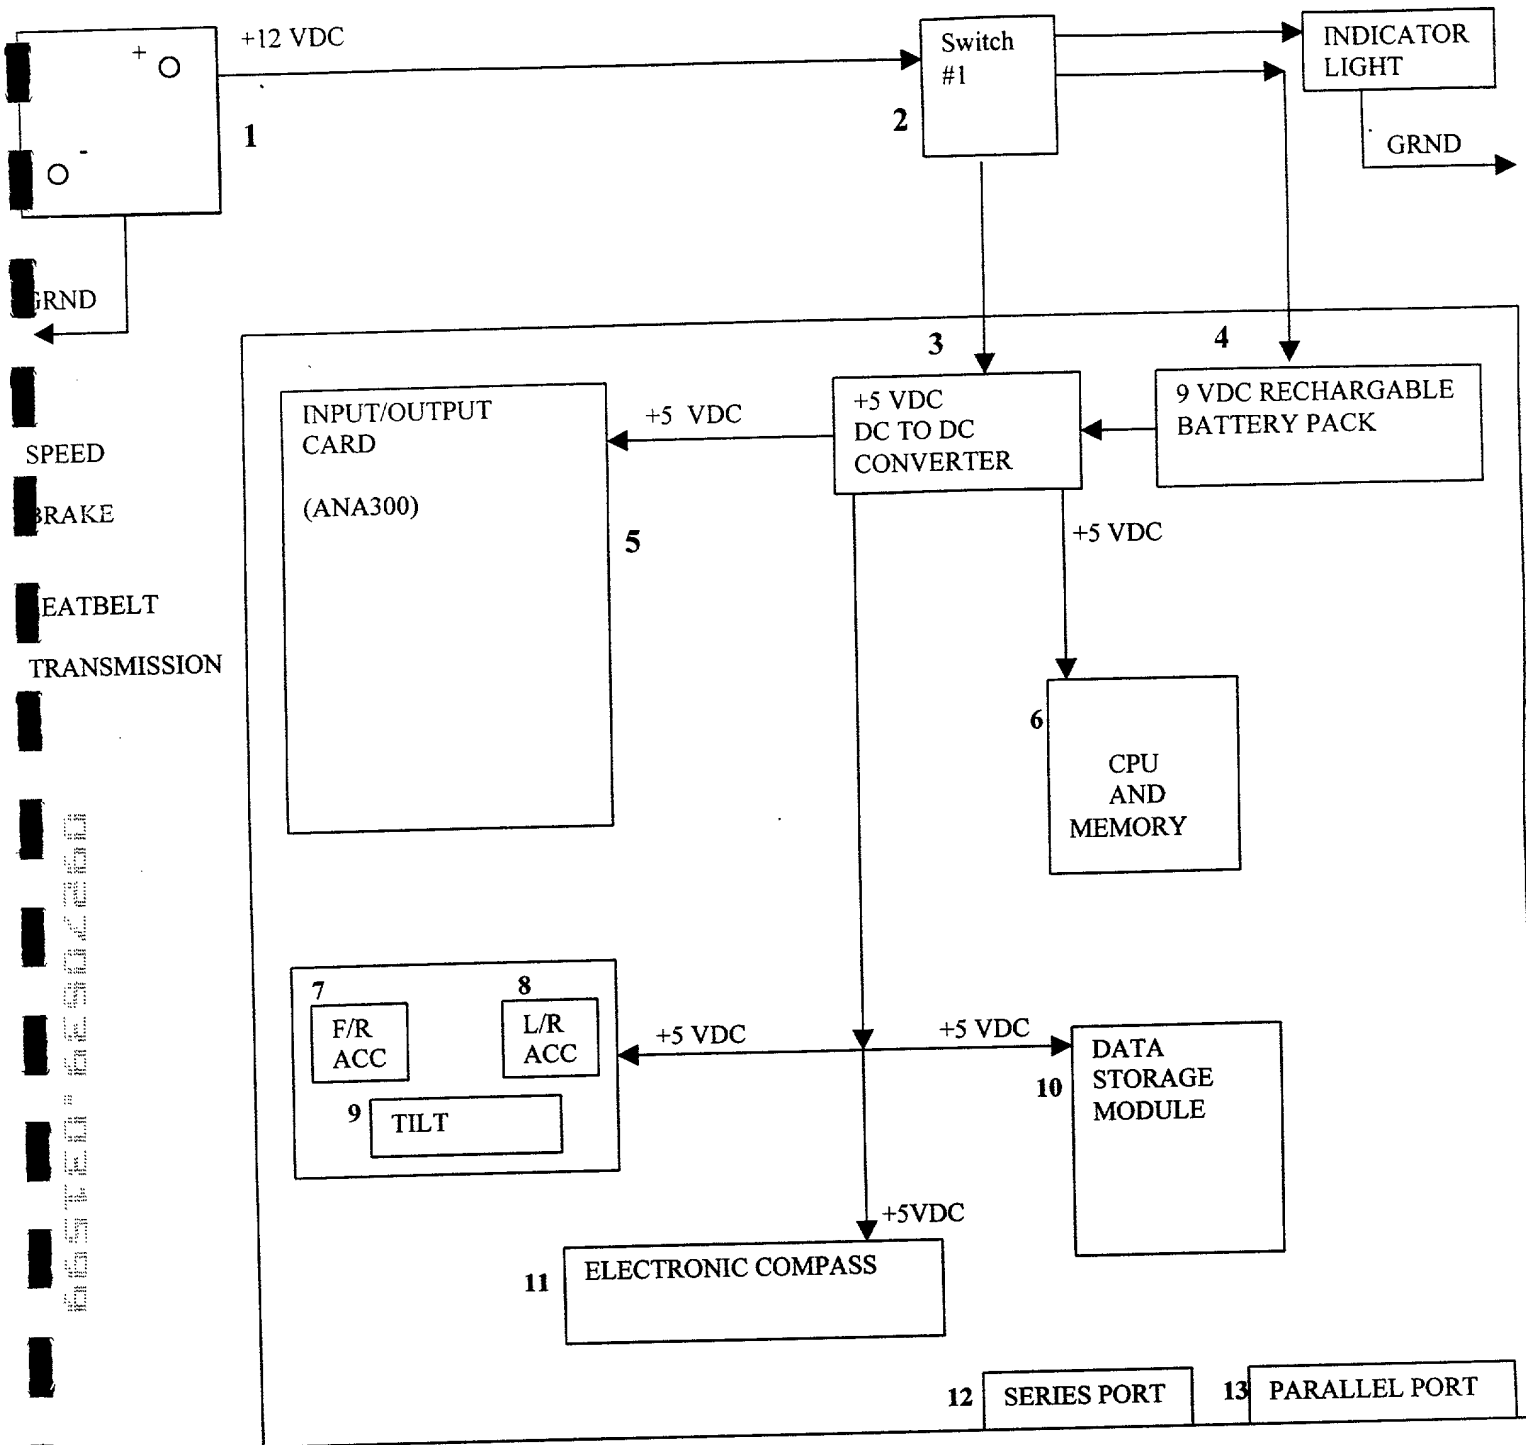 +12 VDC
+
-
1
Switch
#1
2
INDICATOR
LIGHT
GRND
GRND
SPEED
BRAKE
EATBELT
TRANSMISSION
3
4
INPUT/OUTPUT
CARD
(ANA300)
5
+5 VDC
+5 VDC
DC TO DC
CONVERTER
9 VDC RECHARGABLE
BATTERY PACK
+5 VDC
6
CPU
AND
MEMORY
7
F/R
ACC
8
L/R
ACC
9
TILT
+5 VDC
+5 VDC
10
DATA
STORAGE
MODULE
+5VDC
11
ELECTRONIC COMPASS
12
SERIES PORT
13
PARALLEL PORT